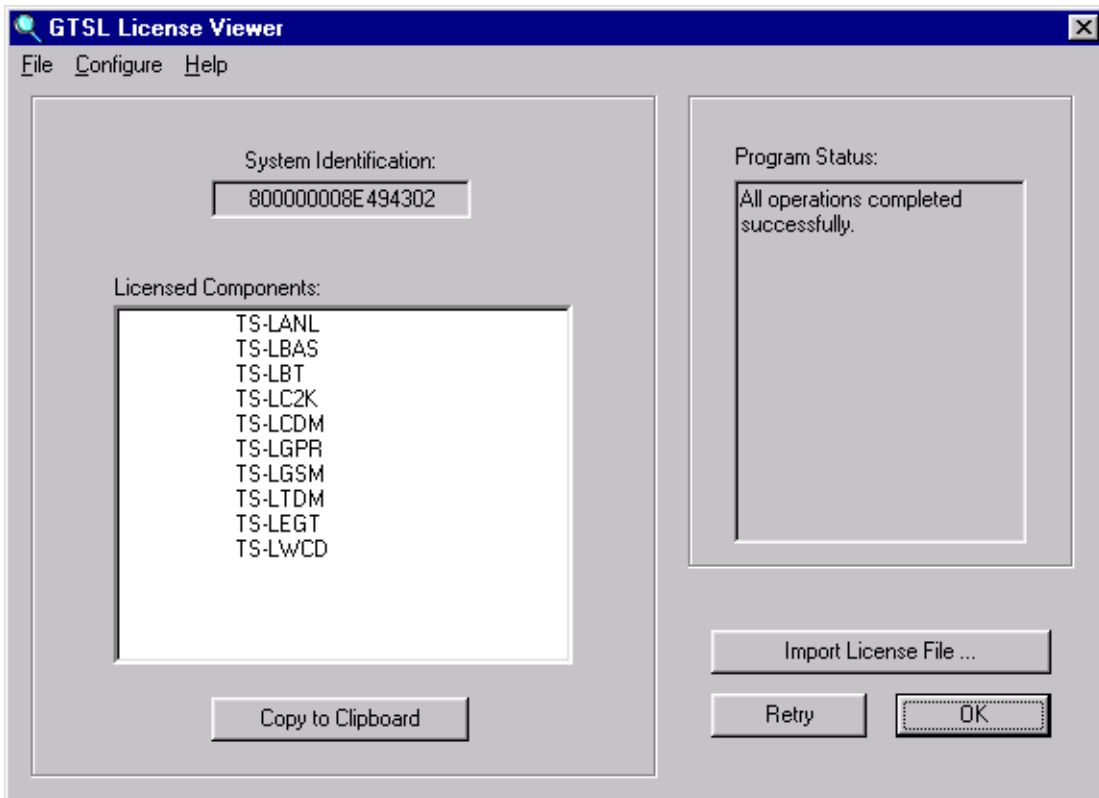 GTSL License Viewer
File Configure Help
System Identification:
800000008E494302
Licensed Components:
TS-LANL
TS-LBAS
TS-LBT
TS-LC2K
TS-LCDM
TS-LGPR
TS-LGSM
TS-LTDM
TS-LEGT
TS-LWCD
Copy to Clipboard
Program Status:
All operations completed
successfully.
Import License File ...
Retry OK